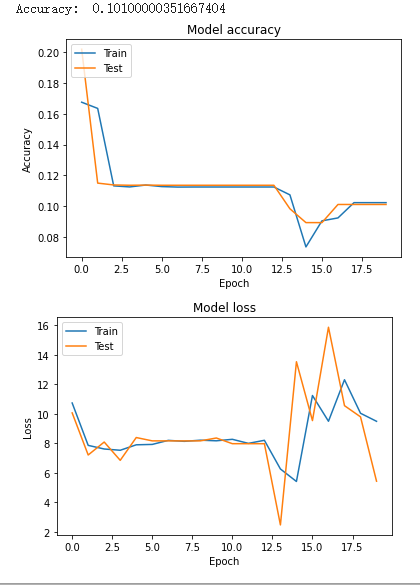 Accuracy: 0.10100000351667404
Model accuracy
Train
Test
0.20
0.18
0.16
0.14
0.12
0.10
0.08
Accuracy
0.0 2.5 5.0 7.5 10.0 12.5 15.0 17.5
Epoch
Model loss
Train
Test
16
14
12
10
8
6
4
2
Loss
0.0 2.5 5.0 7.5 10.0 12.5 15.0 17.5
Epoch